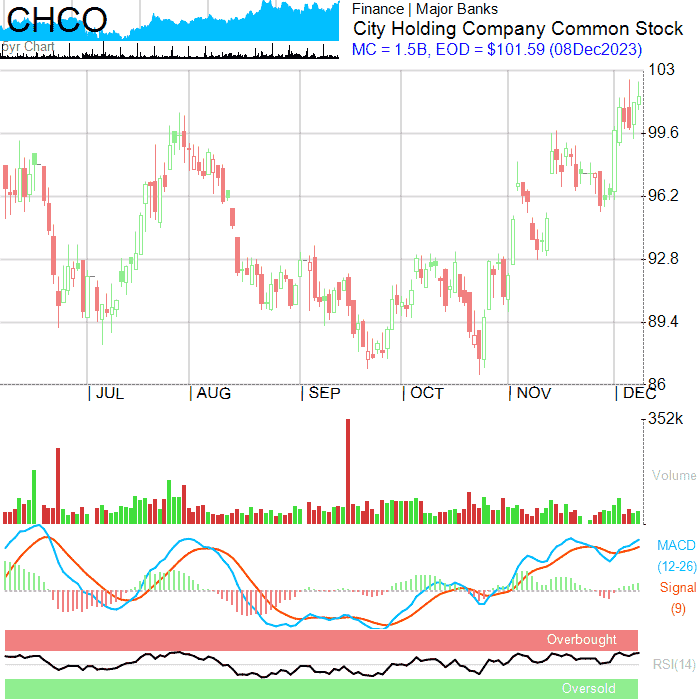 CHCO
5yr Chart
Finance | Major Banks
City Holding Company Common Stock
MC = 1.5B, EOD = $101.59 (08Dec2023)
103
99.6
96.2
92.8
89.4
86
| JUL | AUG | SEP | OCT | NOV | DEC
352k
Volume
MACD
(12-26)
Signal
(9)
Overbought
RSI(14)
Oversold